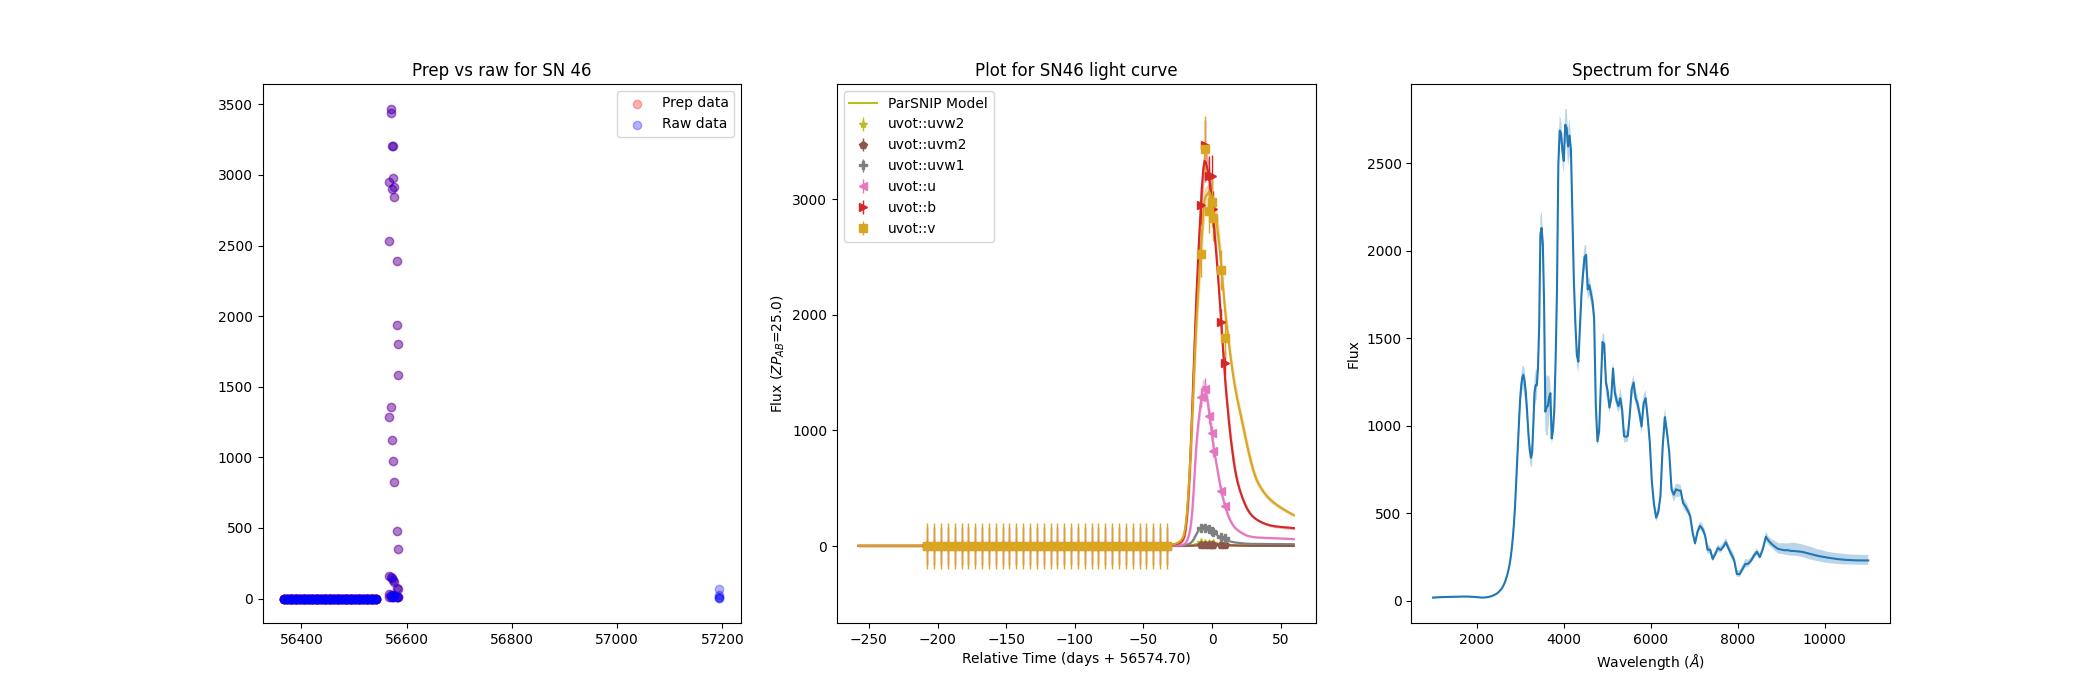 Prep vs raw for SN 46
3500
3000
2500
2000
1500
1000
500
0
56400
56600
56800
57000
57200
Prep data
Raw data
Plot for SN46 light curve
Flux (ZP_AB=25.0)
3000
2000
1000
0
−250
−200
−150
−100
−50
0
50
Relative Time (days + 56574.70)
ParSNIP Model
uvot::uvw2
uvot::uvm2
uvot::uvw1
uvot::u
uvot::b
uvot::v
Spectrum for SN46
Flux
2500
2000
1500
1000
500
0
2000
4000
6000
8000
10000
Wavelength (Å)